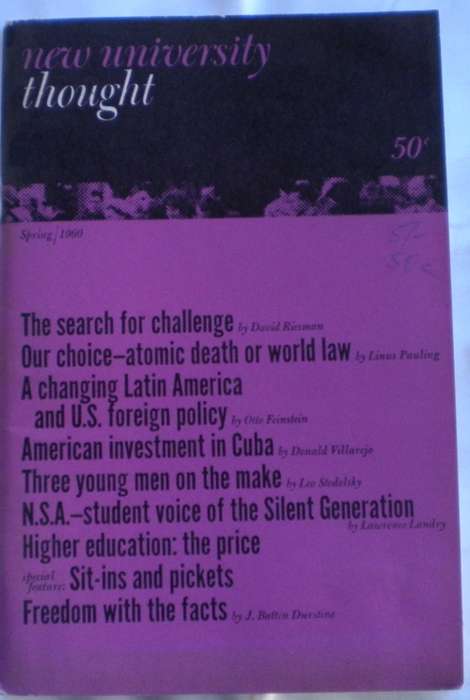 new university
thought
50¢
Spring/1960
The search for challenge by David Riesman
Our choice—atomic death or world law by Linus Pauling
A changing Latin America
and U.S. foreign policy by Otto Feinstein
American investment in Cuba by Donald Villarejo
Three young men on the make by Leo Stodolsky
N.S.A.—student voice of the Silent Generation
by Lawrence Landry
Higher education: the price
special
feature: Sit-ins and pickets
Freedom with the facts by J. Battin Durstine